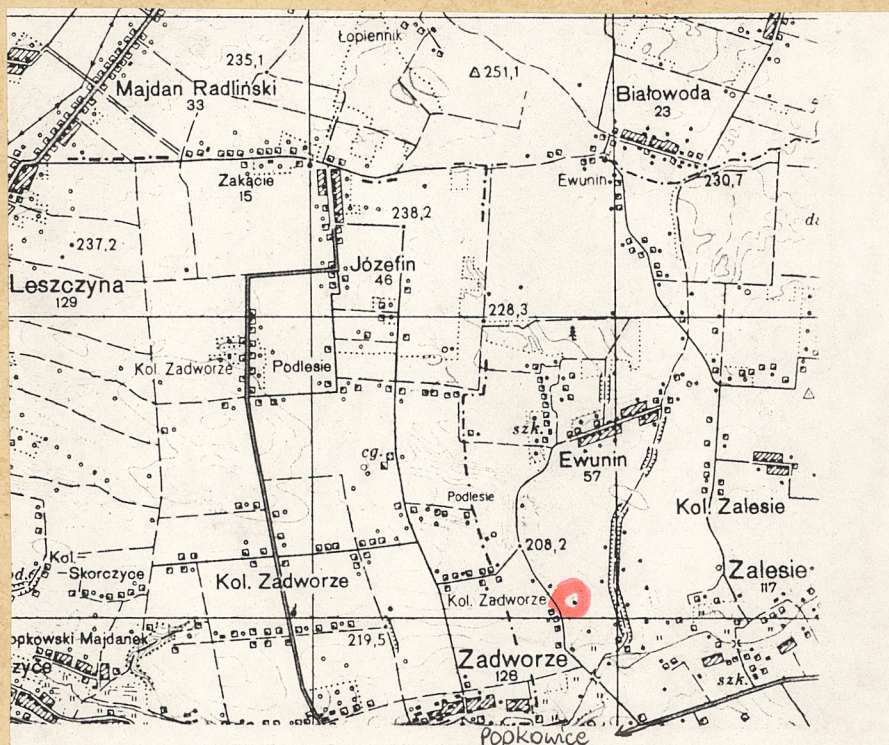 Łopiennik
235,1
251,1
Majdan Radliński
33
Białowoda
23
Zakącie
15
Ewunin
230,7
238,2
237,2
Józefin
46
Leszczyna
129
228,3
Kol. Zadworze
Podlesie
szk.
Ewunin
57
cg.
Podlesie
Kol. Zalesie
208,2
Kol.
Skorczyce
Kol. Zadworze
Zalesie
117
Kol. Zadworze
opkowski Majdanek
219,5
zyce
Zadworze
128
szk.
Popkowice